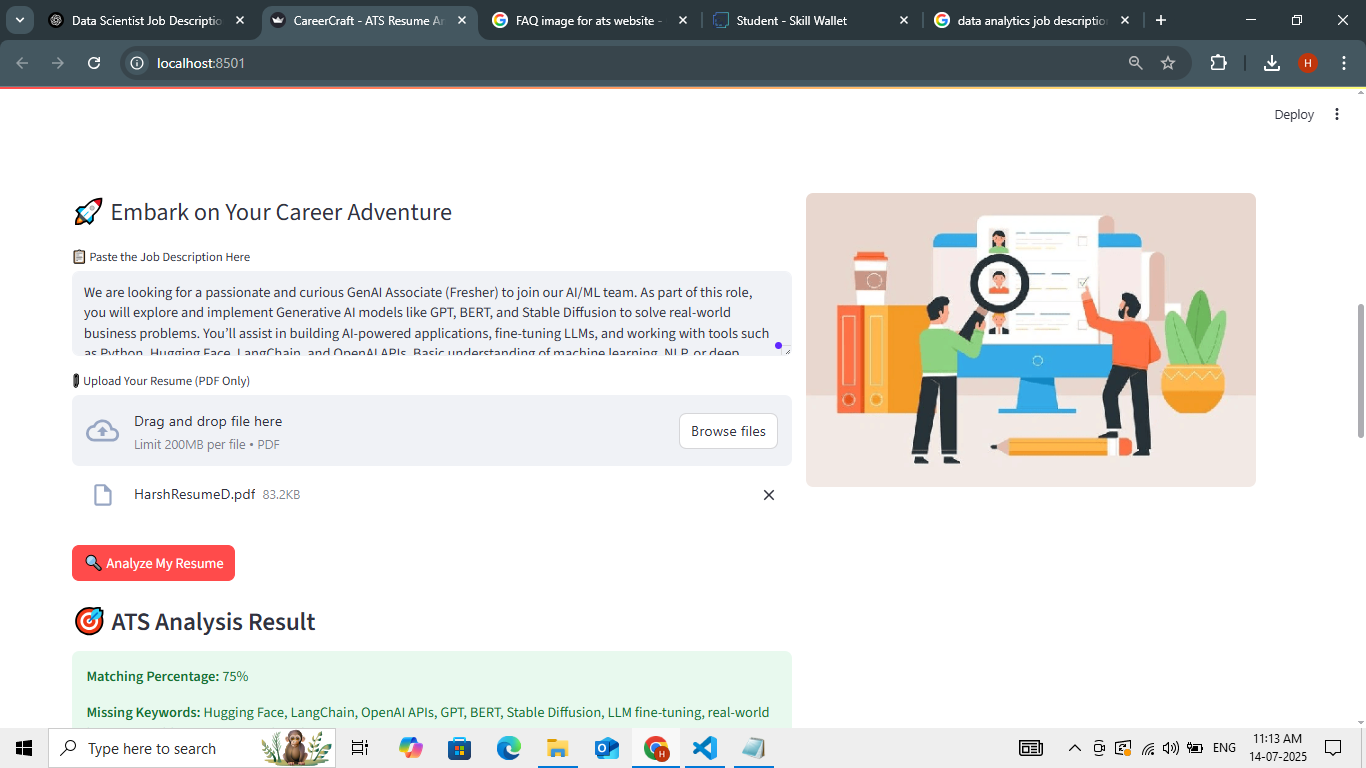 Data Scientist Job Descriptio
CareerCraft - ATS Resume An
FAQ image for ats website -
Student - Skill Wallet
data analytics job description
localhost:8501
H
Deploy
Embark on Your Career Adventure
Paste the Job Description Here
We are looking for a passionate and curious GenAI Associate (Fresher) to join our AI/ML team. As part of this role,
you will explore and implement Generative AI models like GPT, BERT, and Stable Diffusion to solve real-world
business problems. You’ll assist in building AI-powered applications, fine-tuning LLMs, and working with tools such
as Python, Hugging Face, LangChain, and OpenAI APIs. Basic understanding of machine learning, NLP, or deep
Upload Your Resume (PDF Only)
Drag and drop file here
Limit 200MB per file • PDF
Browse files
HarshResumeD.pdf 83.2KB
Analyze My Resume
ATS Analysis Result
Matching Percentage: 75%
Missing Keywords: Hugging Face, LangChain, OpenAI APIs, GPT, BERT, Stable Diffusion, LLM fine-tuning, real-world
Type here to search
H
ENG
11:13 AM
14-07-2025